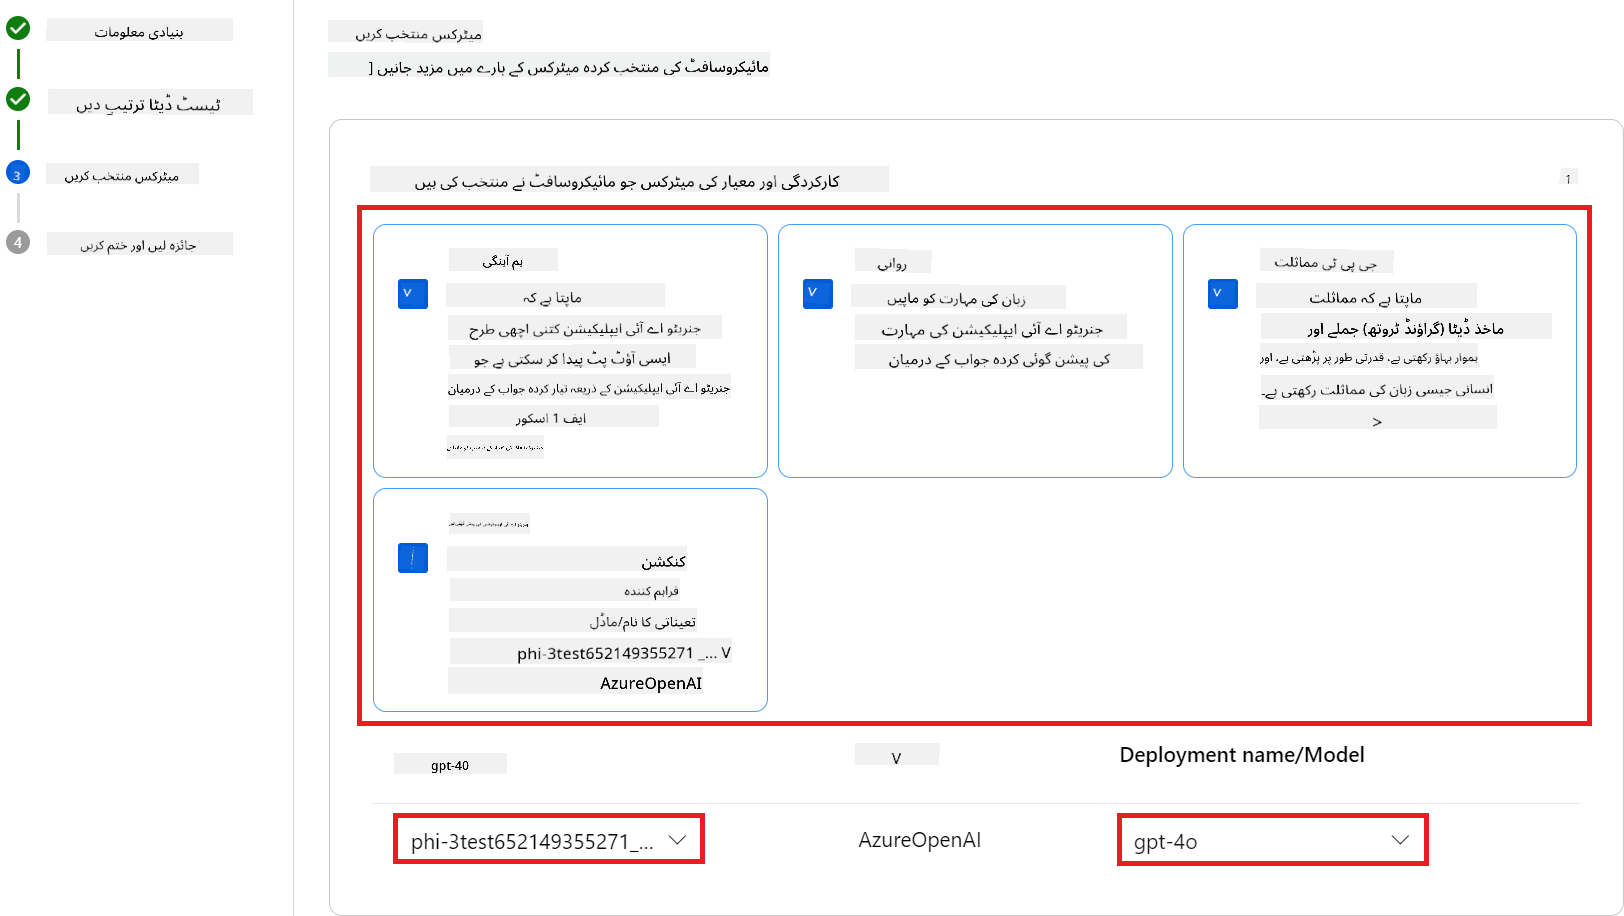 بنیادی معلومات
ٹیسٹ ڈیٹا ترتیب دیں
3
میٹرکس منتخب کریں
4
جائزہ لیں اور ختم کریں
میٹرکس منتخب کریں
مائیکروسافٹ کی منتخب کردہ میٹرکس کے بارے میں مزید جانیں [
کارکردگی اور معیار کی میٹرکس جو مائیکروسافٹ نے منتخب کی ہیں
1
ہم آہنگی
ماپتا ہے کہ
جنریٹو اے آئی ایپلیکیشن کتنی اچھی طرح
ایسی آؤٹ پٹ پیدا کر سکتی ہے جو
جنریٹو اے آئی ایپلیکیشن کے ذریعہ تیار کردہ جواب کے درمیان
ایف 1 اسکور
روانی
زبان کی مہارت کو ماپیں
جنریٹو اے آئی ایپلیکیشن کی مہارت
کی پیشن گوئی کردہ جواب کے درمیان
جی پی ٹی مماثلت
ماپتا ہے کہ مماثلت
ماخذ ڈیٹا (گراؤنڈ ٹروتھ) جملے اور
ہموار بہاؤ رکھتی ہے، قدرتی طور پر پڑھتی ہے، اور
انسانی جیسی زبان کی مماثلت رکھتی ہے۔
<
کنکشن
فراہم کنندہ
تعیناتی کا نام/ماڈل
phi-3test652149355271 _... V
AzureOpenAI
gpt-40
V
Deployment name/Model
phi-3test652149355271_...
AzureOpenAI
gpt-4o